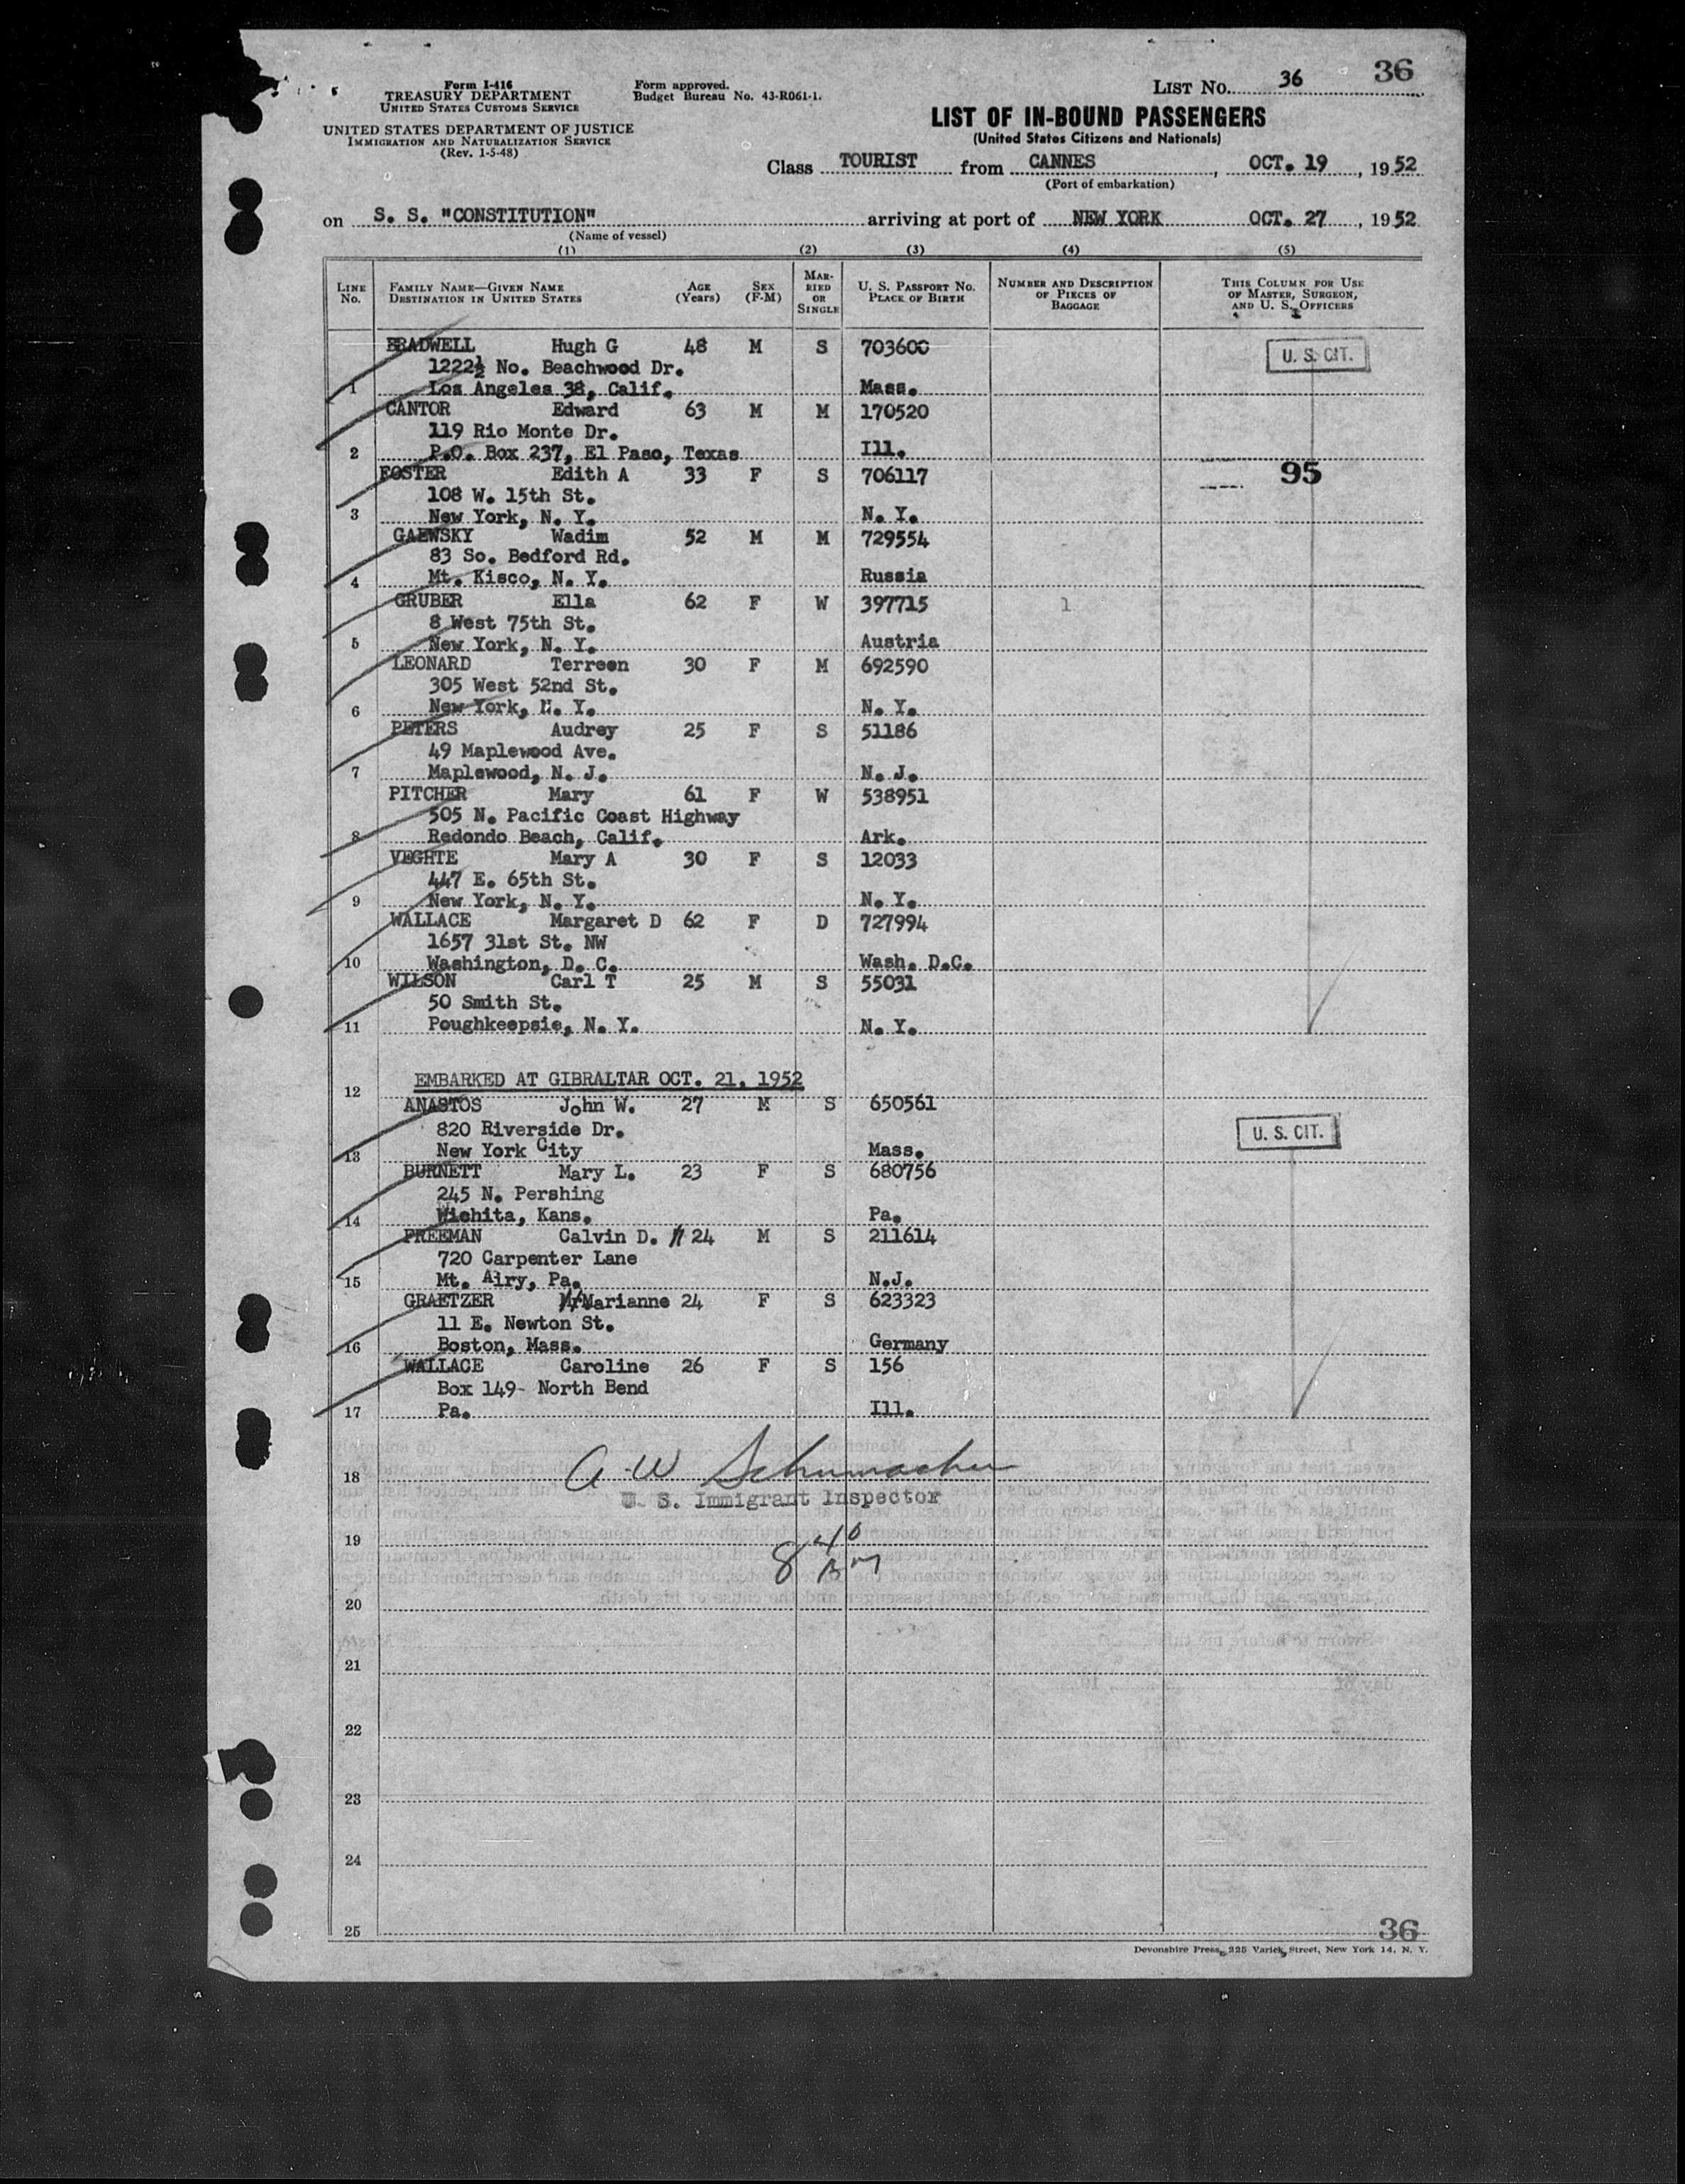 36
Form I-416
TREASURY DEPARTMENT
UNITED STATES CUSTOMS SERVICE
UNITED STATES DEPARTMENT OF JUSTICE
IMMIGRATION AND NATURALIZATION SERVICE
(Rev. 1-5-48)
Form approved.
Budget Bureau No. 43-R061-1.
LIST No. 36
LIST OF IN-BOUND PASSENGERS
(United States Citizens and Nationals)
Class TOURIST from CANNES, OCT. 19, 1952
(Port of embarkation)
on S. S. "CONSTITUTION" arriving at port of NEW YORK OCT. 27, 1952
(Name of vessel)
(1) (2) (3) (4) (5)
LINE No. FAMILY NAME—GIVEN NAME DESTINATION IN UNITED STATES AGE (Years) SEX (F-M) MARRIED OR SINGLE U. S. PASSPORT No. PLACE OF BIRTH NUMBER AND DESCRIPTION OF PIECES OF BAGGAGE THIS COLUMN FOR USE OF MASTER, SURGEON, AND U. S. OFFICERS
BRADWELL Hugh G 48 M S 703600 U. S. CIT.
1222½ No. Beachwood Dr.
1 Los Angeles 38, Calif. Mass.
CANTOR Edward 63 M M 170520
119 Rio Monte Dr.
2 P.O. Box 237, El Paso, Texas Ill.
FOSTER Edith A 33 F S 706117 95
108 W. 15th St.
3 New York, N. Y. N. Y.
GAEWSKY Wadim 52 M M 729554
83 So. Bedford Rd.
4 Mt. Kisco, N. Y. Russia
GRUBER Ella 62 F W 397715 1
8 West 75th St.
5 New York, N. Y. Austria
LEONARD Terreen 30 F M 692590
305 West 52nd St.
6 New York, N. Y. N. Y.
PETERS Audrey 25 F S 51186
49 Maplewood Ave.
7 Maplewood, N. J. N. J.
PITCHER Mary 61 F W 538951
505 N. Pacific Coast Highway
8 Redondo Beach, Calif. Ark.
VEGHTE Mary A 30 F S 12033
447 E. 65th St.
9 New York, N. Y. N. Y.
WALLACE Margaret D 62 F D 727994
1657 31st St. NW
10 Washington, D. C. Wash. D.C.
WILSON Carl T 25 M S 55031
50 Smith St.
11 Poughkeepsie, N. Y. N. Y.
12 EMBARKED AT GIBRALTAR OCT. 21, 1952
ANASTOS John W. 27 M S 650561
820 Riverside Dr. U. S. CIT.
13 New York City Mass.
BURNETT Mary L. 23 F S 680756
245 N. Pershing
14 Wichita, Kans. Pa.
FREEMAN Calvin D. 24 M S 211614
720 Carpenter Lane
15 Mt. Airy, Pa. N.J.
GRAETZER Marianne 24 F S 623323
11 E. Newton St.
16 Boston, Mass. Germany
WALLACE Caroline 26 F S 156
Box 149- North Bend
17 Pa. Ill.
18 A. W Schumacher
U. S. Immigrant Inspector
19 8 40
20
21
22
23
24
25
36
Devonshire Press, 225 Varick Street, New York 14, N. Y.